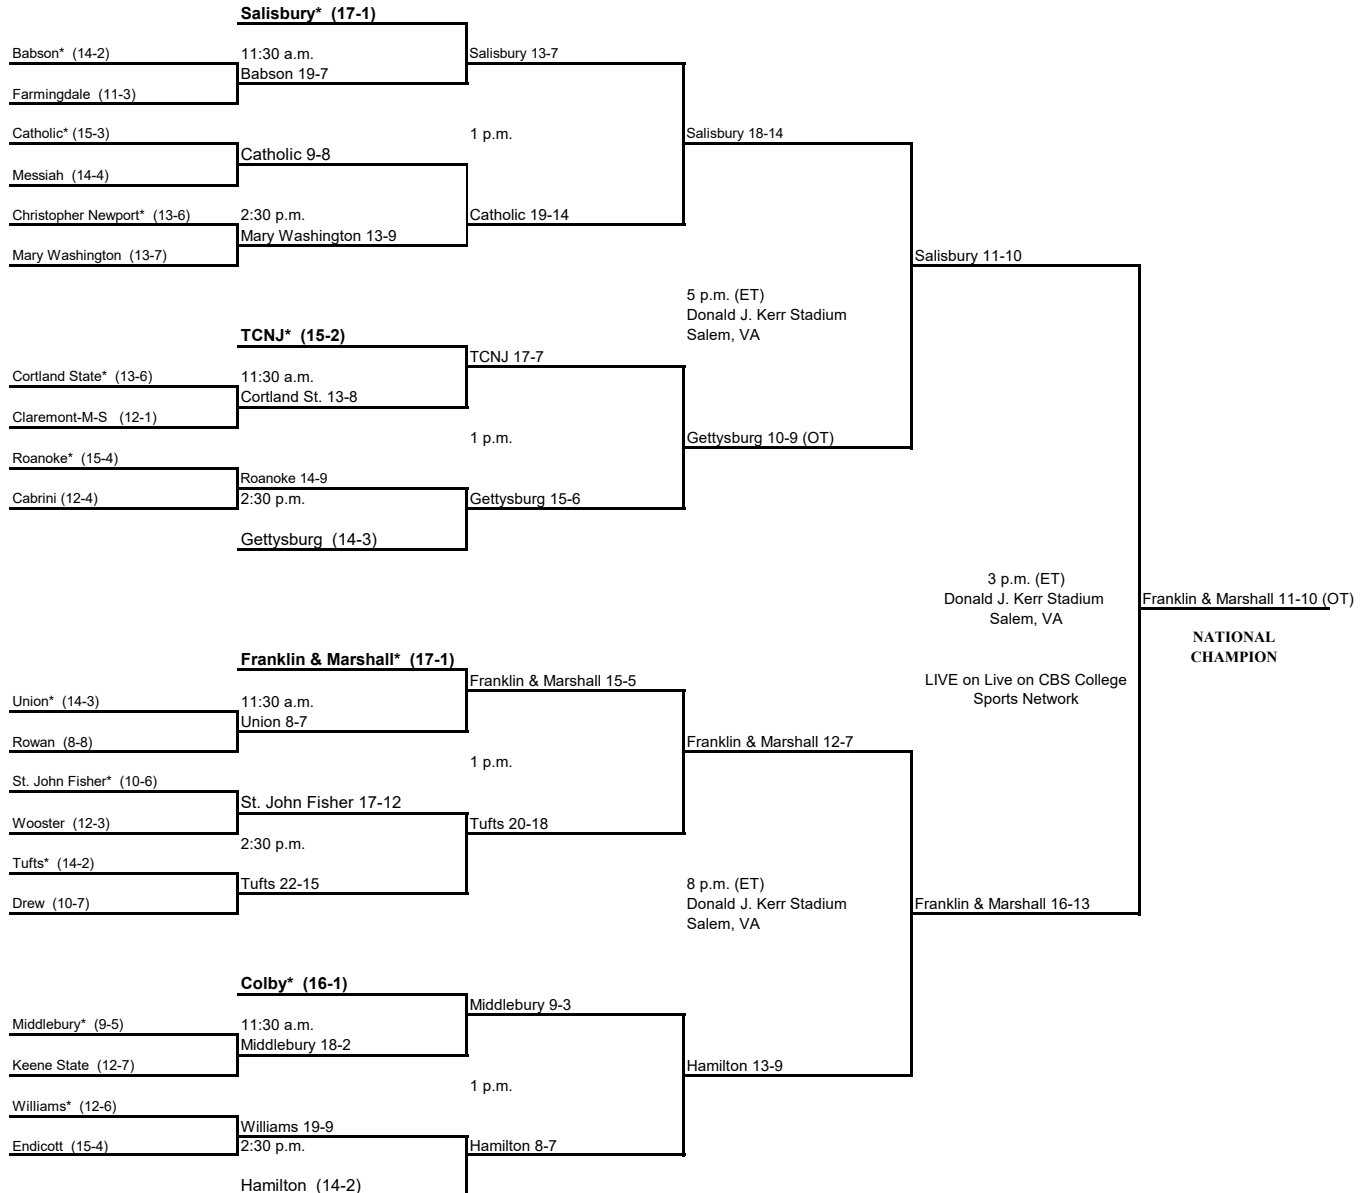 Salisbury* (17-1)
Babson* (14-2)
11:30 a.m.
Salisbury 13-7
Babson 19-7
Farmingdale (11-3)
Catholic* (15-3)
1 p.m.
Salisbury 18-14
Catholic 9-8
Messiah (14-4)
Christopher Newport* (13-6)
2:30 p.m.
Catholic 19-14
Mary Washington 13-9
Mary Washington (13-7)
Salisbury 11-10
5 p.m. (ET)
Donald J. Kerr Stadium
Salem, VA
TCNJ* (15-2)
TCNJ 17-7
Cortland State* (13-6)
11:30 a.m.
Cortland St. 13-8
Claremont-M-S (12-1)
1 p.m.
Gettysburg 10-9 (OT)
Roanoke* (15-4)
Roanoke 14-9
Cabrini (12-4)
2:30 p.m.
Gettysburg 15-6
Gettysburg (14-3)
3 p.m. (ET)
Donald J. Kerr Stadium
Salem, VA
Franklin & Marshall 11-10 (OT)
NATIONAL
CHAMPION
Franklin & Marshall* (17-1)
Franklin & Marshall 15-5
LIVE on Live on CBS College
Sports Network
Union* (14-3)
11:30 a.m.
Union 8-7
Rowan (8-8)
Franklin & Marshall 12-7
1 p.m.
St. John Fisher* (10-6)
St. John Fisher 17-12
Wooster (12-3)
Tufts 20-18
2:30 p.m.
Tufts* (14-2)
Tufts 22-15
8 p.m. (ET)
Donald J. Kerr Stadium
Salem, VA
Drew (10-7)
Franklin & Marshall 16-13
Colby* (16-1)
Middlebury 9-3
Middlebury* (9-5)
11:30 a.m.
Middlebury 18-2
Keene State (12-7)
Hamilton 13-9
1 p.m.
Williams* (12-6)
Williams 19-9
Endicott (15-4)
2:30 p.m.
Hamilton 8-7
Hamilton (14-2)